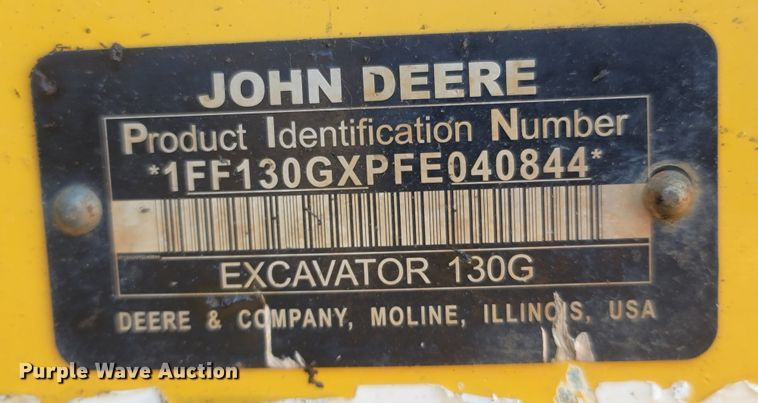 JOHN DEERE
Product Identification Number
*1FF130GXPFE040844*
EXCAVATOR 130G
DEERE & COMPANY, MOLINE, ILLINOIS, USA
Purple Wave Auction